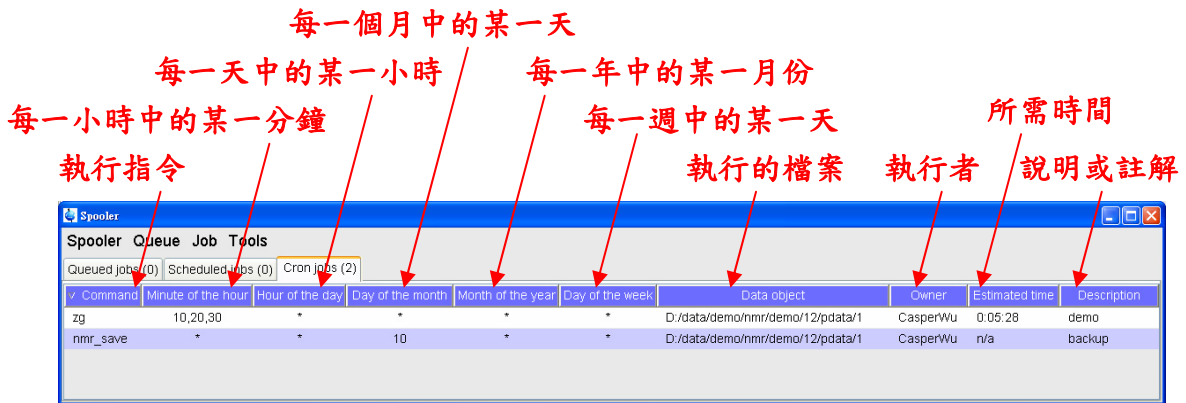 每一個月中的某一天
每一天中的某一小時
每一年中的某一月份
每一小時中的某一分鐘
每一週中的某一天
所需時間
執行指令
執行的檔案
執行者
說明或註解
Spooler
Spooler Queue Job Tools
Queued jobs (0) Scheduled jobs (0) Cron jobs (2)
Command Minute of the hour Hour of the day Day of the month Month of the year Day of the week Data object Owner Estimated time Description
zg 10,20,30 * * * * D:/data/demo/nmr/demo/12/pdata/1 CasperWu 0:05:28 demo
nmr_save * * 10 * * D:/data/demo/nmr/demo/12/pdata/1 CasperWu n/a backup